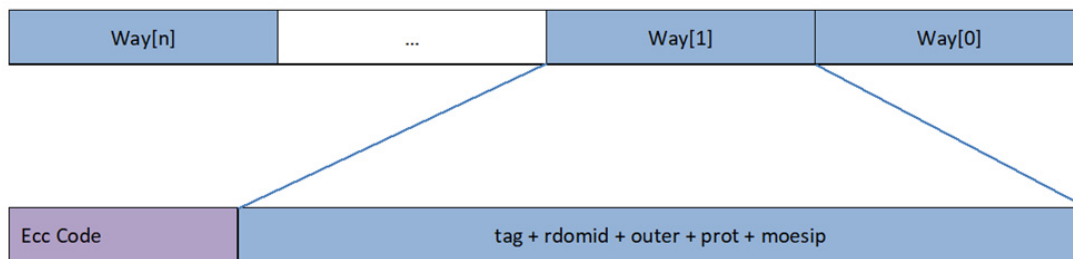 Way[n] ... Way[1] Way[0]
Ecc Code tag + rdomid + outer + prot + moesip